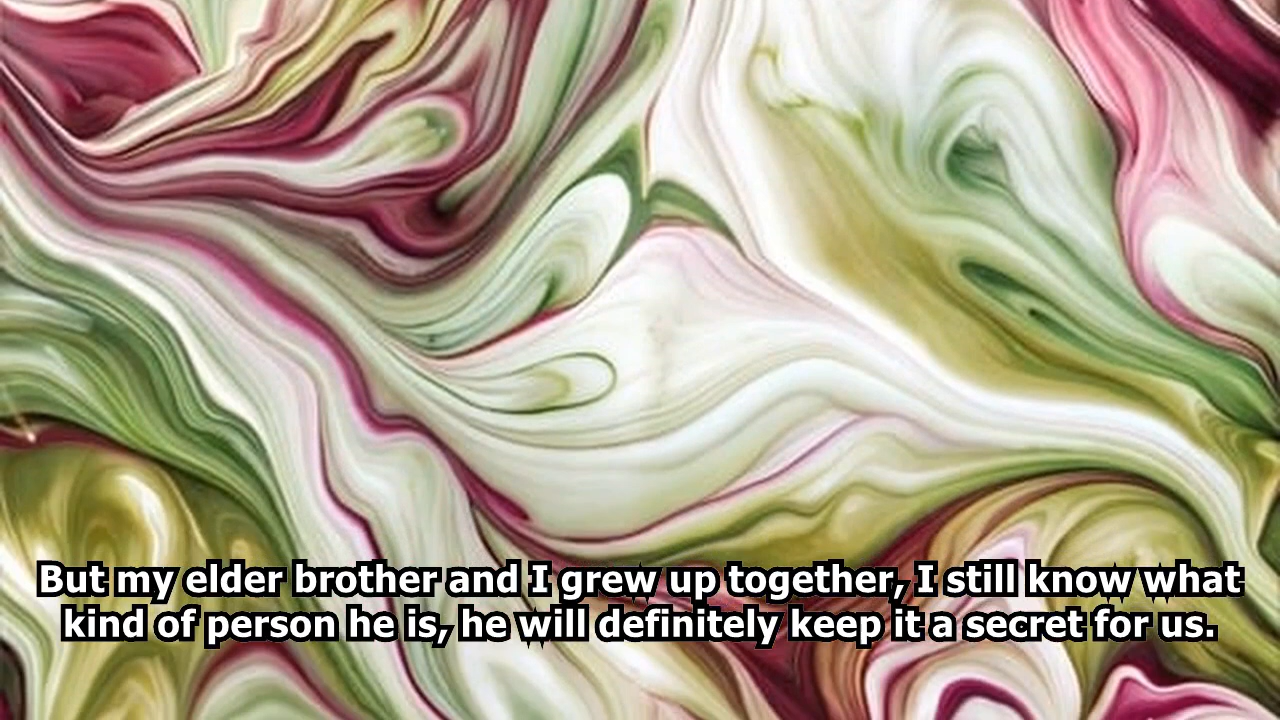 But my elder brother and I grew up together, I still know what
kind of person he is, he will definitely keep it a secret for us.